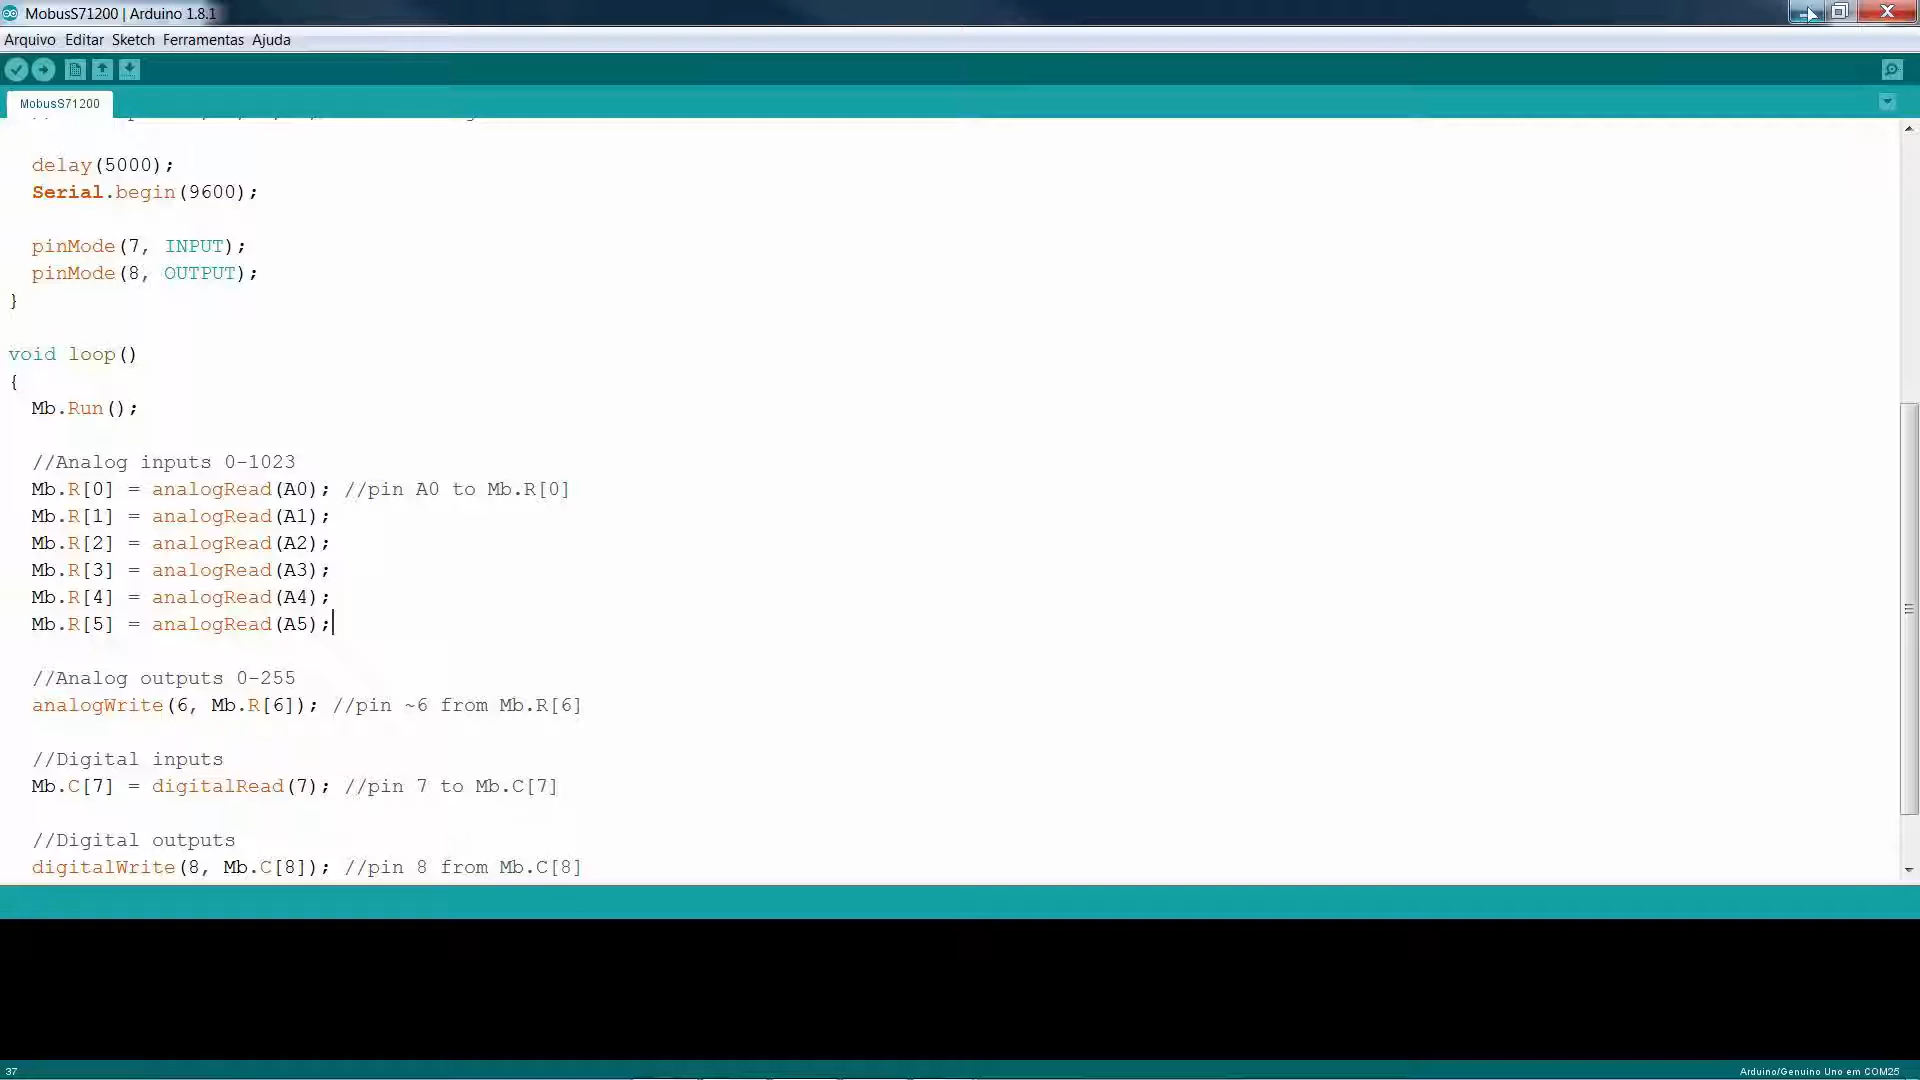 MobusS71200 | Arduino 1.8.1
Arquivo Editar Sketch Ferramentas Ajuda
MobusS71200
delay(5000);
Serial.begin(9600);
pinMode(7, INPUT);
pinMode(8, OUTPUT);
}
void loop()
{
Mb.Run();
//Analog inputs 0-1023
Mb.R[0] = analogRead(A0); //pin A0 to Mb.R[0]
Mb.R[1] = analogRead(A1);
Mb.R[2] = analogRead(A2);
Mb.R[3] = analogRead(A3);
Mb.R[4] = analogRead(A4);
Mb.R[5] = analogRead(A5);
//Analog outputs 0-255
analogWrite(6, Mb.R[6]); //pin ~6 from Mb.R[6]
//Digital inputs
Mb.C[7] = digitalRead(7); //pin 7 to Mb.C[7]
//Digital outputs
digitalWrite(8, Mb.C[8]); //pin 8 from Mb.C[8]
37
Arduino/Genuino Uno em COM25